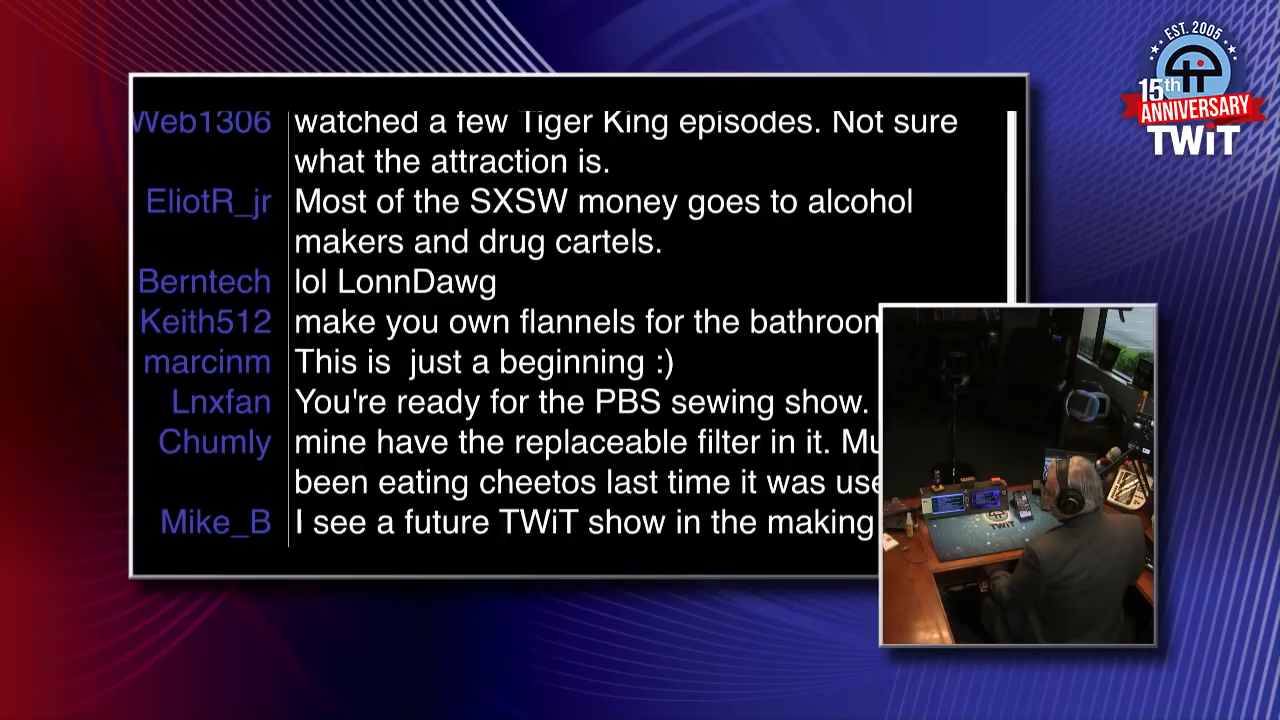 EST. 2005
15th
ANNIVERSARY
TWiT
Web1306 watched a few Tiger King episodes. Not sure
what the attraction is.
EliotR_jr Most of the SXSW money goes to alcohol
makers and drug cartels.
Berntech lol LonnDawg
Keith512 make you own flannels for the bathroom
marcinm This is just a beginning :)
Lnxfan You're ready for the PBS sewing show.
Chumly mine have the replaceable filter in it.
been eating cheetos last time it was
Mike_B I see a future TWiT show in the making
TWiT